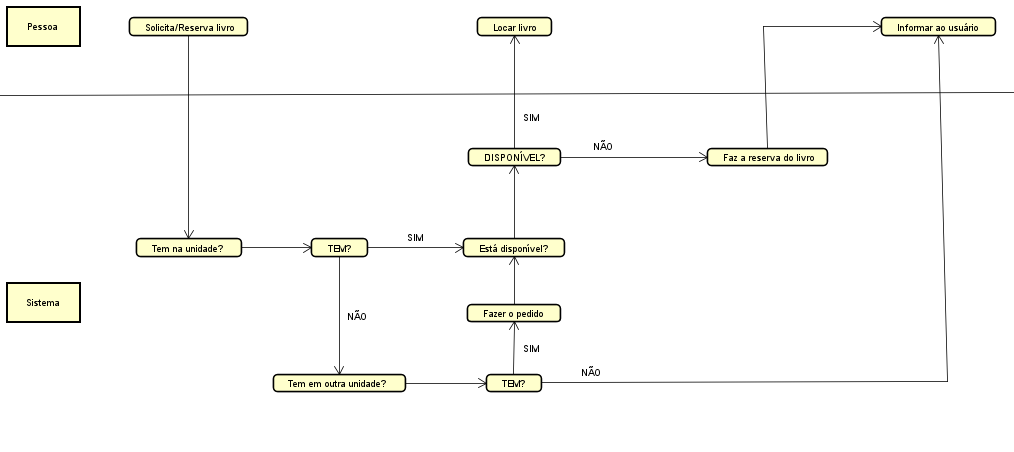 Pessoa
Solicita/Reserva livro
Locar livro
Informar ao usuário
SIM
DISPONÍVEL?
NÃO
Faz a reserva do livro
Tem na unidade?
TEM?
SIM
Está disponível?
Sistema
Fazer o pedido
NÃO
SIM
Tem em outra unidade?
TEM?
NÃO